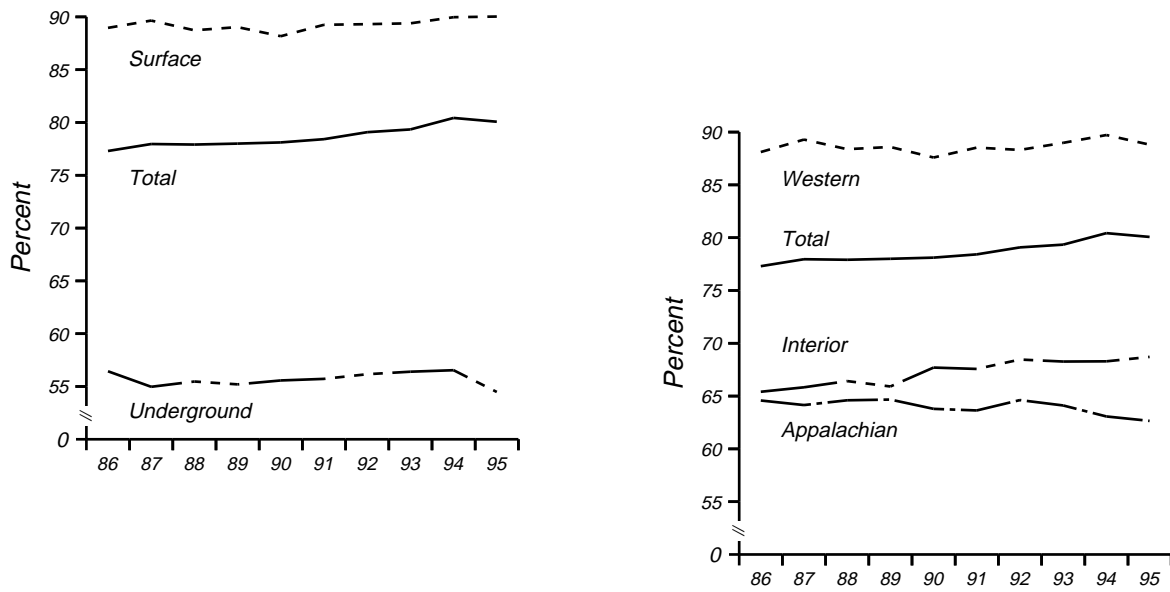 90
85
80
75
70
65
60
55
0
Percent
Surface
Total
Underground
86 87 88 89 90 91 92 93 94 95
90
85
80
75
70
65
60
55
0
Percent
Western
Total
Interior
Appalachian
86 87 88 89 90 91 92 93 94 95